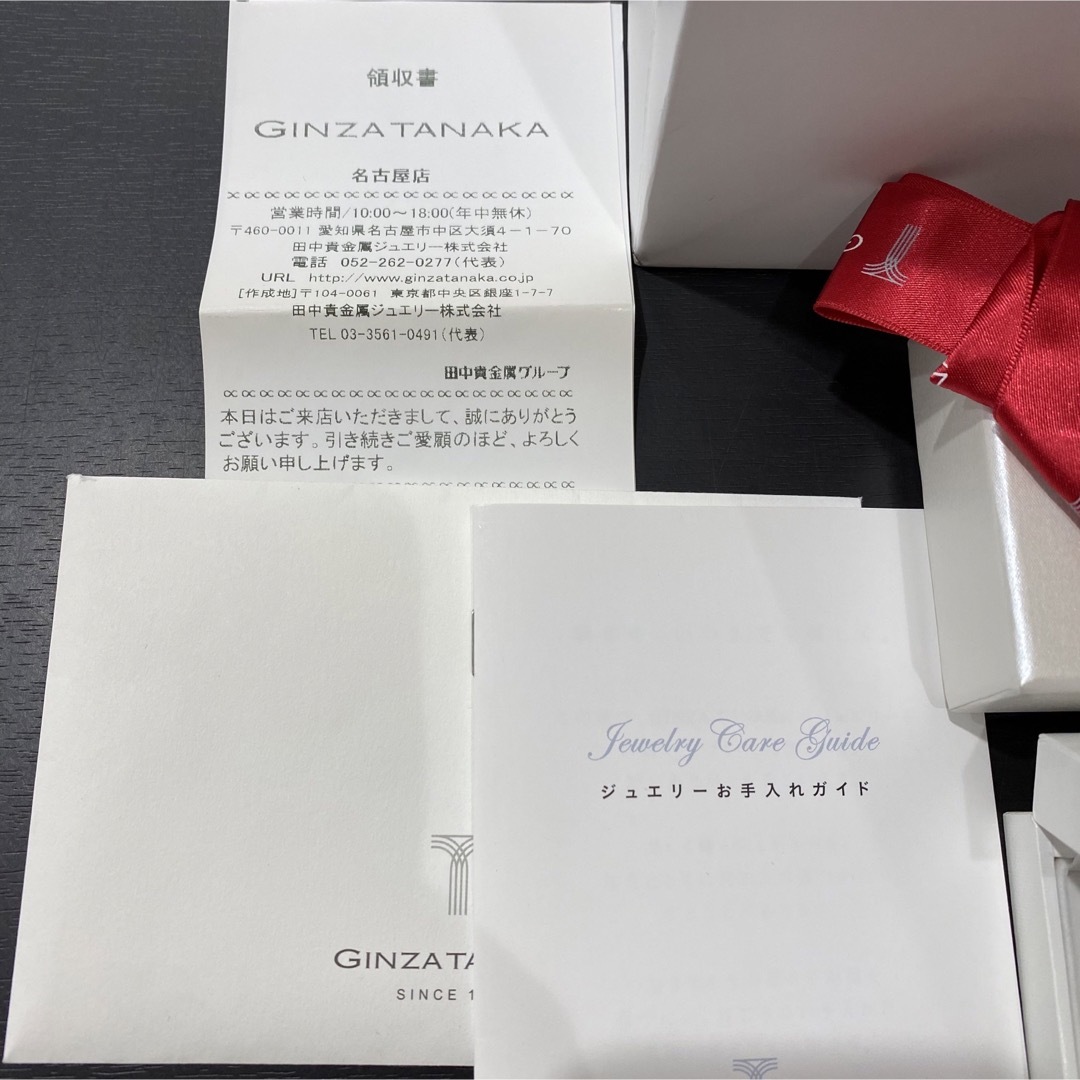 領収書
GINZATANAKA
名古屋店
営業時間/10:00～18:00(年中無休)
〒460-0011 愛知県名古屋市中区大須4-1-70
田中貴金属ジュエリー株式会社
電話 052-262-0277(代表)
URL http://www.ginzatanaka.co.jp
[作成地]〒104-0061 東京都中央区銀座1-7-7
田中貴金属ジュエリー株式会社
TEL 03-3561-0491(代表)
田中貴金属グループ
本日はご来店いただきまして、誠にありがとう
ございます。引き続きご愛顧のほど、よろしく
お願い申し上げます。
Jewelry Care Guide
ジュエリーお手入れガイド
GINZATA
SINCE 1